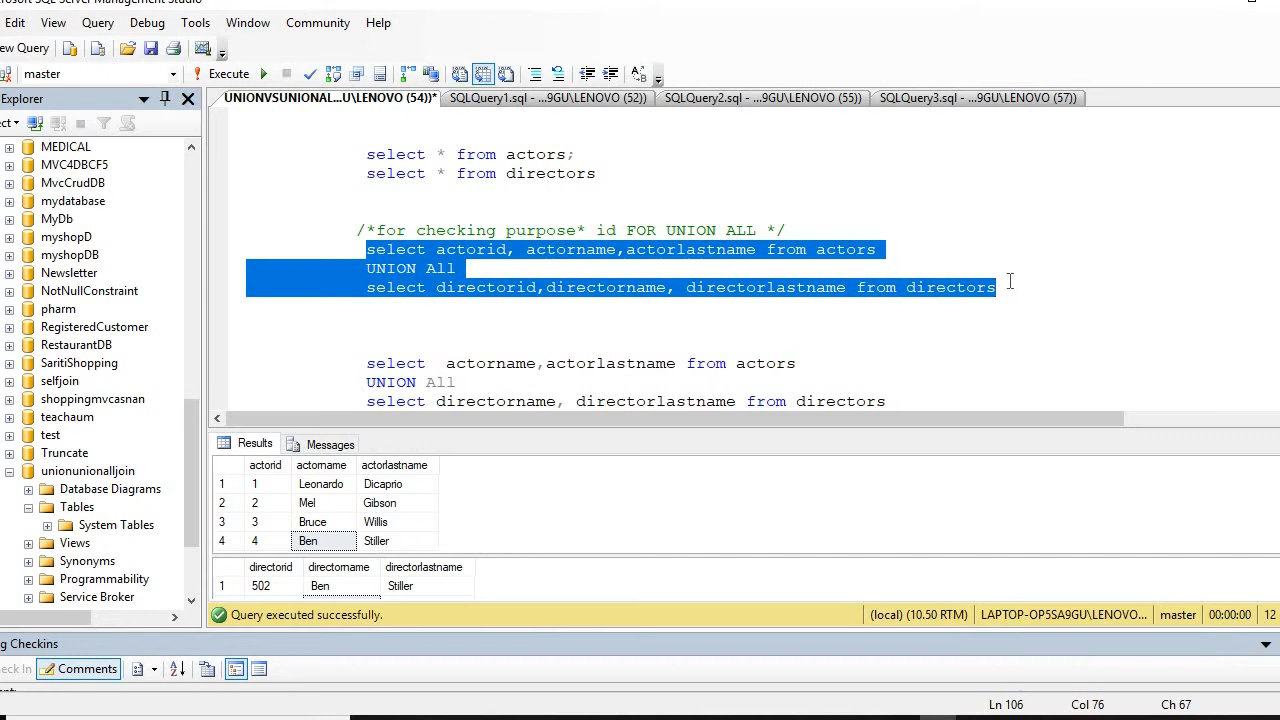 Edit View Query Debug Tools Window Community Help
ew Query
master Execute
Explorer
UNIONVSUNIONAL...U\LENOVO (54))* SQLQuery1.sql - ...9GU\LENOVO (52)) SQLQuery2.sql - ...9GU\LENOVO (55)) SQLQuery3.sql - ...9GU\LENOVO (57))
ect
MEDICAL
MVC4DBCF5
MvcCrudDB
mydatabase
MyDb
myshopD
myshopDB
Newsletter
NotNullConstraint
pharm
RegisteredCustomer
RestaurantDB
SaritiShopping
selfjoin
shoppingmvcasnan
teachaum
test
Truncate
unionunionalljoin
Database Diagrams
Tables
System Tables
Views
Synonyms
Programmability
Service Broker
select * from actors;
select * from directors
/*for checking purpose* id FOR UNION ALL */
select actorid, actorname,actorlastname from actors
UNION All
select directorid,directorname, directorlastname from directors
select  actorname,actorlastname from actors
UNION All
select directorname, directorlastname from directors
Results Messages
actorid actorname actorlastname
1 1 Leonardo Dicaprio
2 2 Mel Gibson
3 3 Bruce Willis
4 4 Ben Stiller
directorid directorname directorlastname
1 502 Ben Stiller
Query executed successfully. (local) (10.50 RTM) LAPTOP-OP5SA9GU\LENOVO... master 00:00:00 12
g Checkins
eck In Comments
Ln 106 Col 76 Ch 67